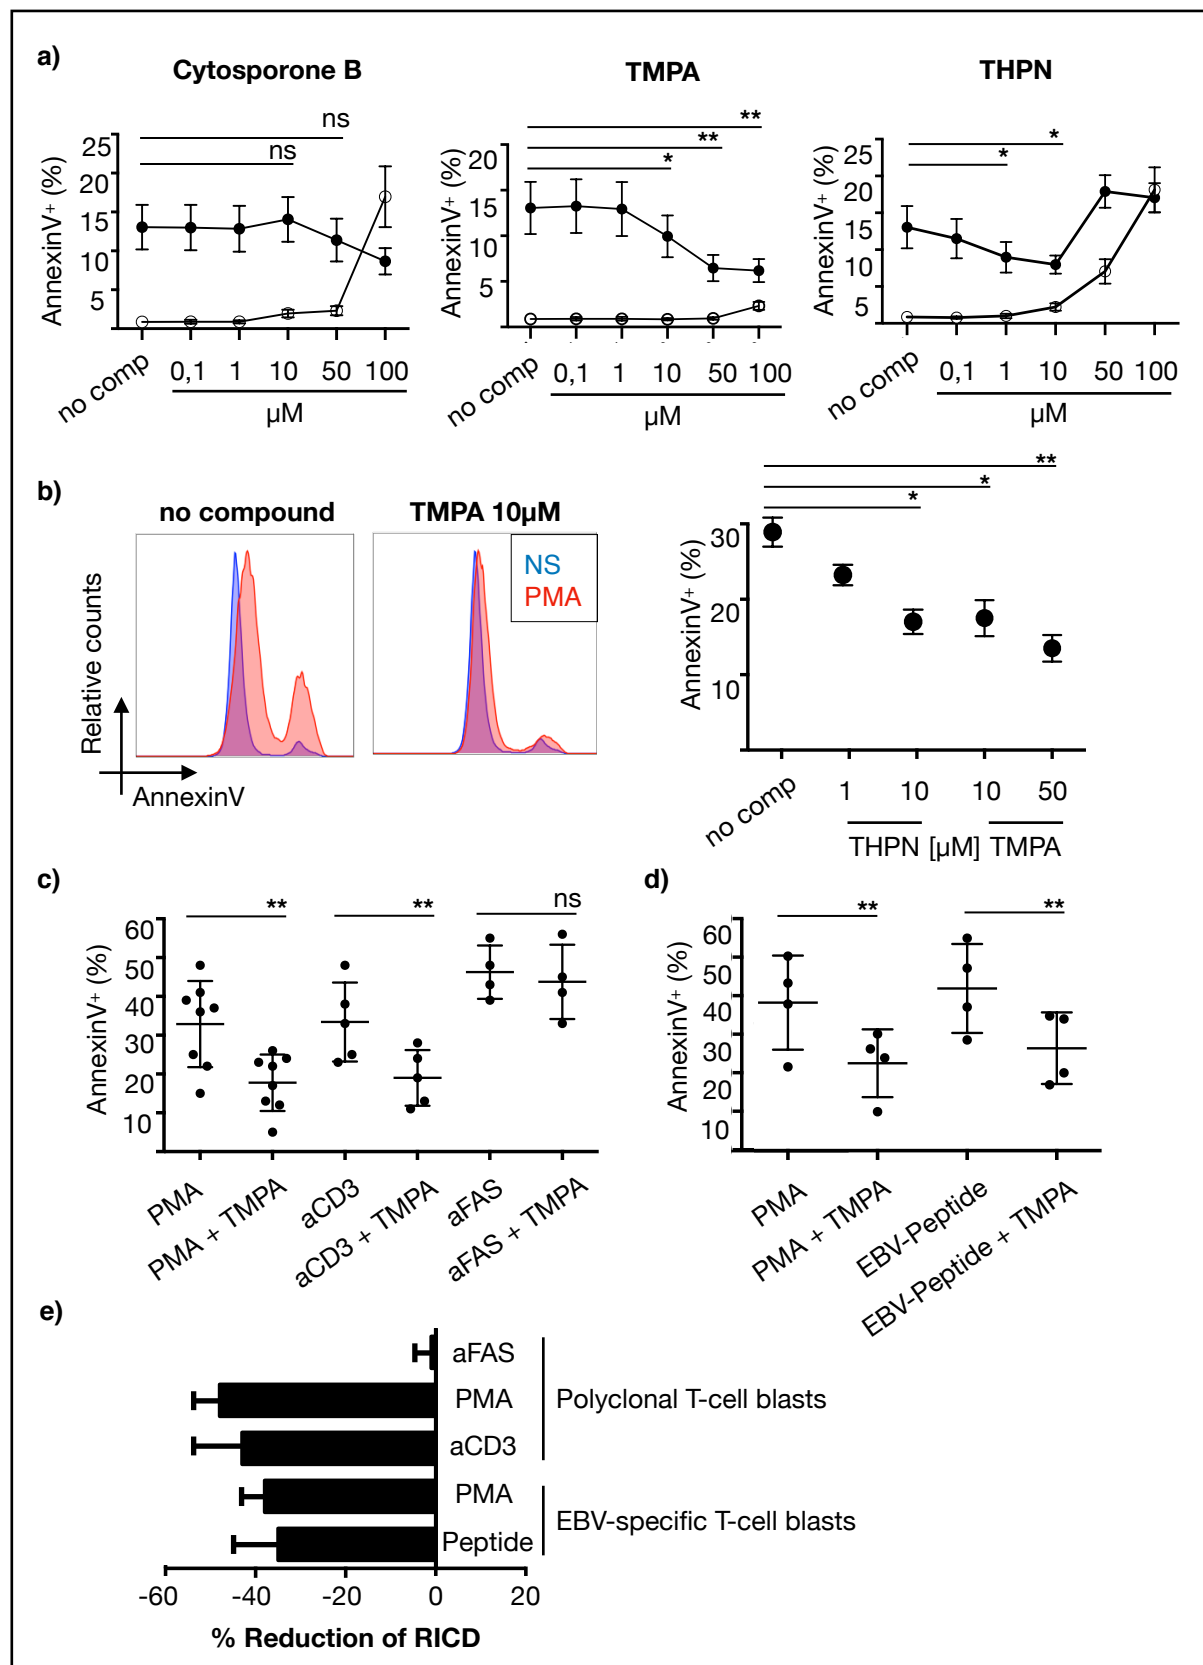 a)
Cytosporone B
TMPA
THPN
ns
ns
AnnexinV+ (%)
25
20
15
10
5
no comp
0,1 1 10 50 100
µM
**
**
*
AnnexinV+ (%)
20
15
10
5
no comp
0,1 1 10 50 100
µM
*
*
AnnexinV+ (%)
25
20
15
10
5
no comp
0,1 1 10 50 100
µM
b)
no compound
TMPA 10µM
NS
PMA
Relative counts
AnnexinV
**
*
*
AnnexinV+ (%)
30
20
10
no comp
1 10 10 50
THPN [µM] TMPA
c)
** ** ns
AnnexinV+ (%)
60
50
40
30
20
10
PMA
PMA + TMPA
aCD3
aCD3 + TMPA
aFAS
aFAS + TMPA
d)
** **
AnnexinV+ (%)
60
50
40
30
20
10
PMA
PMA + TMPA
EBV-Peptide
EBV-Peptide + TMPA
e)
aFAS
PMA
aCD3
Polyclonal T-cell blasts
PMA
Peptide
EBV-specific T-cell blasts
-60 -40 -20 0 20
% Reduction of RICD